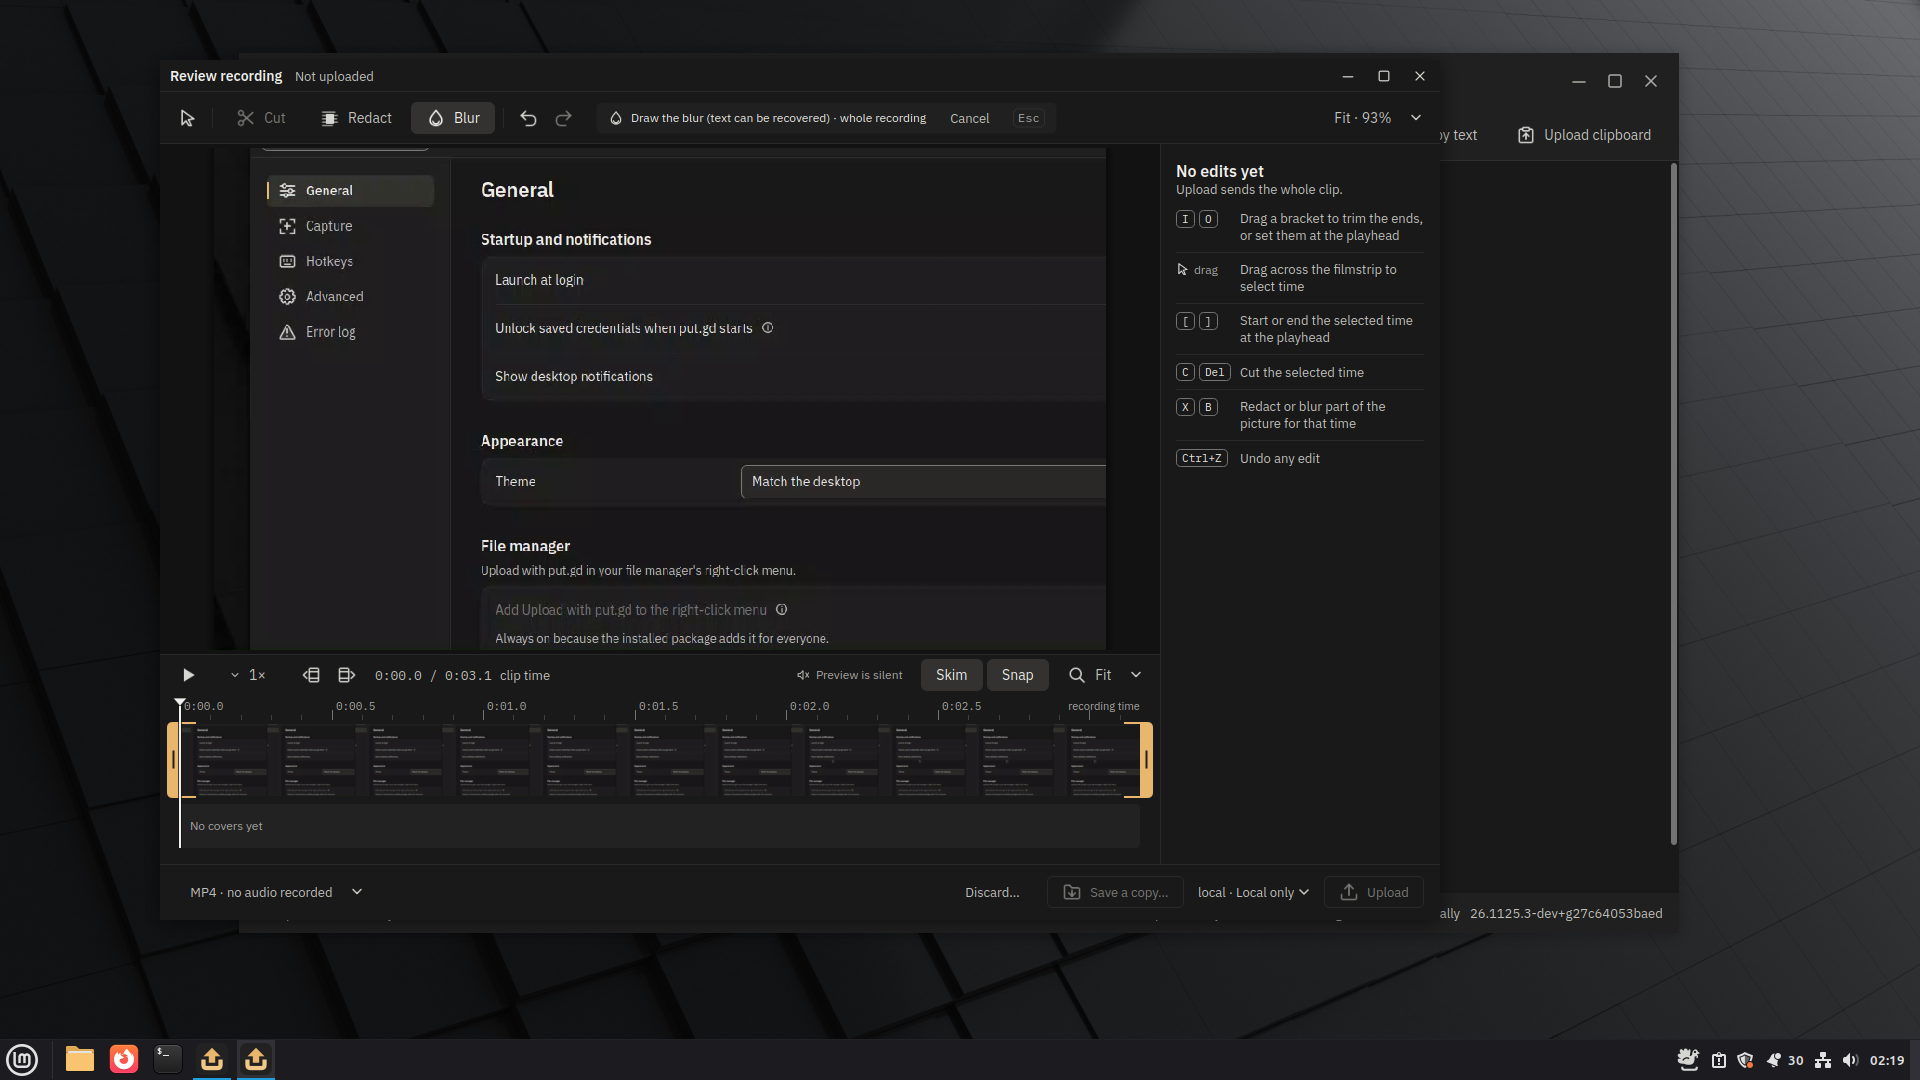 Review recording Not uploaded
Cut Redact Blur Draw the blur (text can be recovered) · whole recording Cancel Esc Fit · 93%
by text Upload clipboard
General
Capture
Hotkeys
Advanced
Error log
General
Startup and notifications
Launch at login
Unlock saved credentials when put.gd starts
Show desktop notifications
Appearance
Theme Match the desktop
File manager
Upload with put.gd in your file manager's right-click menu.
Add Upload with put.gd to the right-click menu
Always on because the installed package adds it for everyone.
No edits yet
Upload sends the whole clip.
I O Drag a bracket to trim the ends,
or set them at the playhead
drag Drag across the filmstrip to
select time
[ ] Start or end the selected time
at the playhead
C Del Cut the selected time
X B Redact or blur part of the
picture for that time
Ctrl+Z Undo any edit
1× 0:00.0 / 0:03.1 clip time Preview is silent Skim Snap Fit
0:00.0 0:00.5 0:01.0 0:01.5 0:02.0 0:02.5 recording time
No covers yet
MP4 · no audio recorded Discard... Save a copy... local · Local only Upload
ally 26.1125.3-dev+g27c64053baed
30 02:19